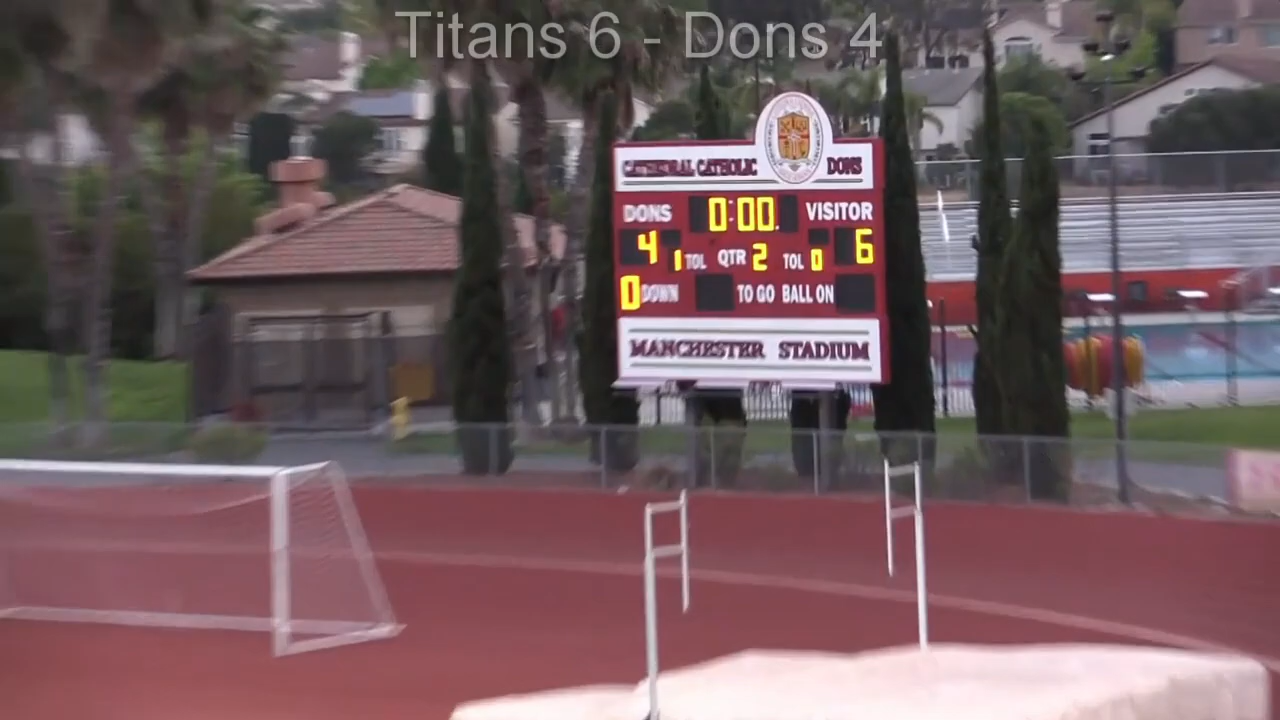 Titans 6 - Dons 4
CATHEDRAL CATHOLIC DONS
DONS 0:00 VISITOR
4 1 TOL QTR 2 TOL 0 6
0 DOWN TO GO BALL ON
MANCHESTER STADIUM